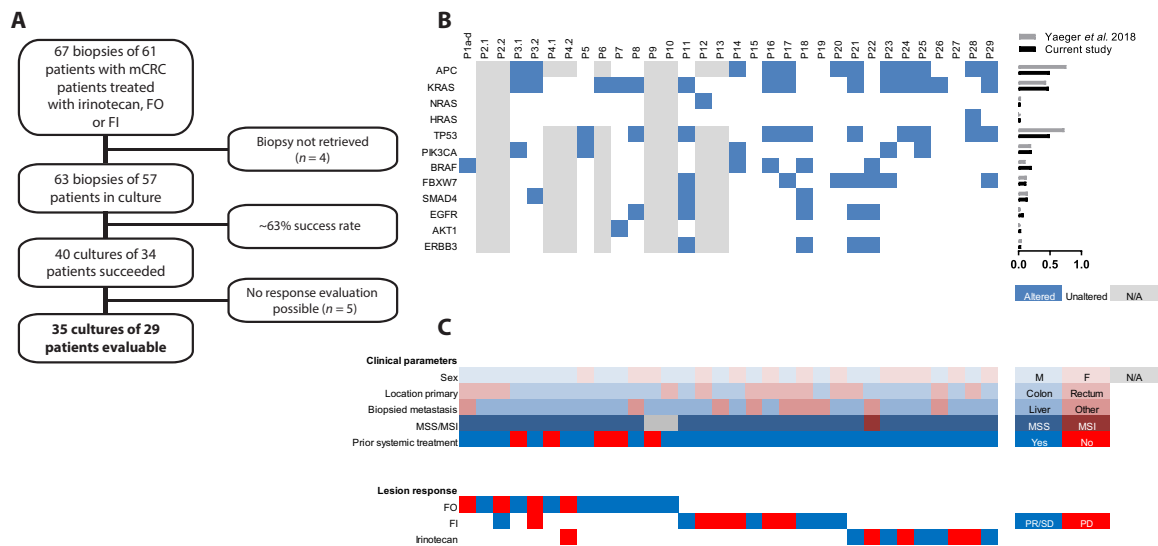 A
67 biopsies of 61
patients with mCRC
patients treated
with irinotecan, FO
or FI
Biopsy not retrieved
(n = 4)
63 biopsies of 57
patients in culture
~63% success rate
40 cultures of 34
patients succeeded
No response evaluation
possible (n = 5)
35 cultures of 29
patients evaluable
B
P1a-d P2.1 P2.2 P3.1 P3.2 P4.1 P4.2 P5 P6 P7 P8 P9 P10 P11 P12 P13 P14 P15 P16 P17 P18 P19 P20 P21 P22 P23 P24 P25 P26 P27 P28 P29
APC
KRAS
NRAS
HRAS
TP53
PIK3CA
BRAF
FBXW7
SMAD4
EGFR
AKT1
ERBB3
Yaeger et al. 2018
Current study
0.0 0.5 1.0
Altered Unaltered N/A
C
Clinical parameters
Sex M F N/A
Location primary Colon Rectum
Biopsied metastasis Liver Other
MSS/MSI MSS MSI
Prior systemic treatment Yes No
Lesion response
FO
FI PR/SD PD
Irinotecan